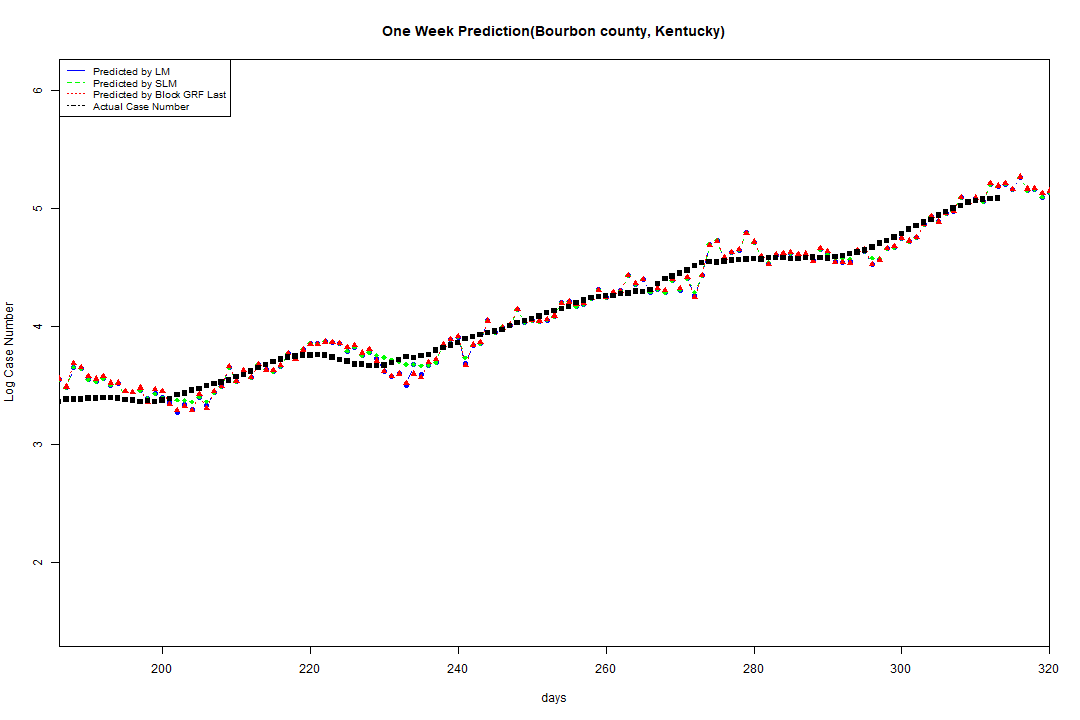 One Week Prediction(Bourbon county, Kentucky)
Predicted by LM
Predicted by SLM
Predicted by Block GRF Last
Actual Case Number
Log Case Number
6
5
4
3
2
200 220 240 260 280 300 320
days